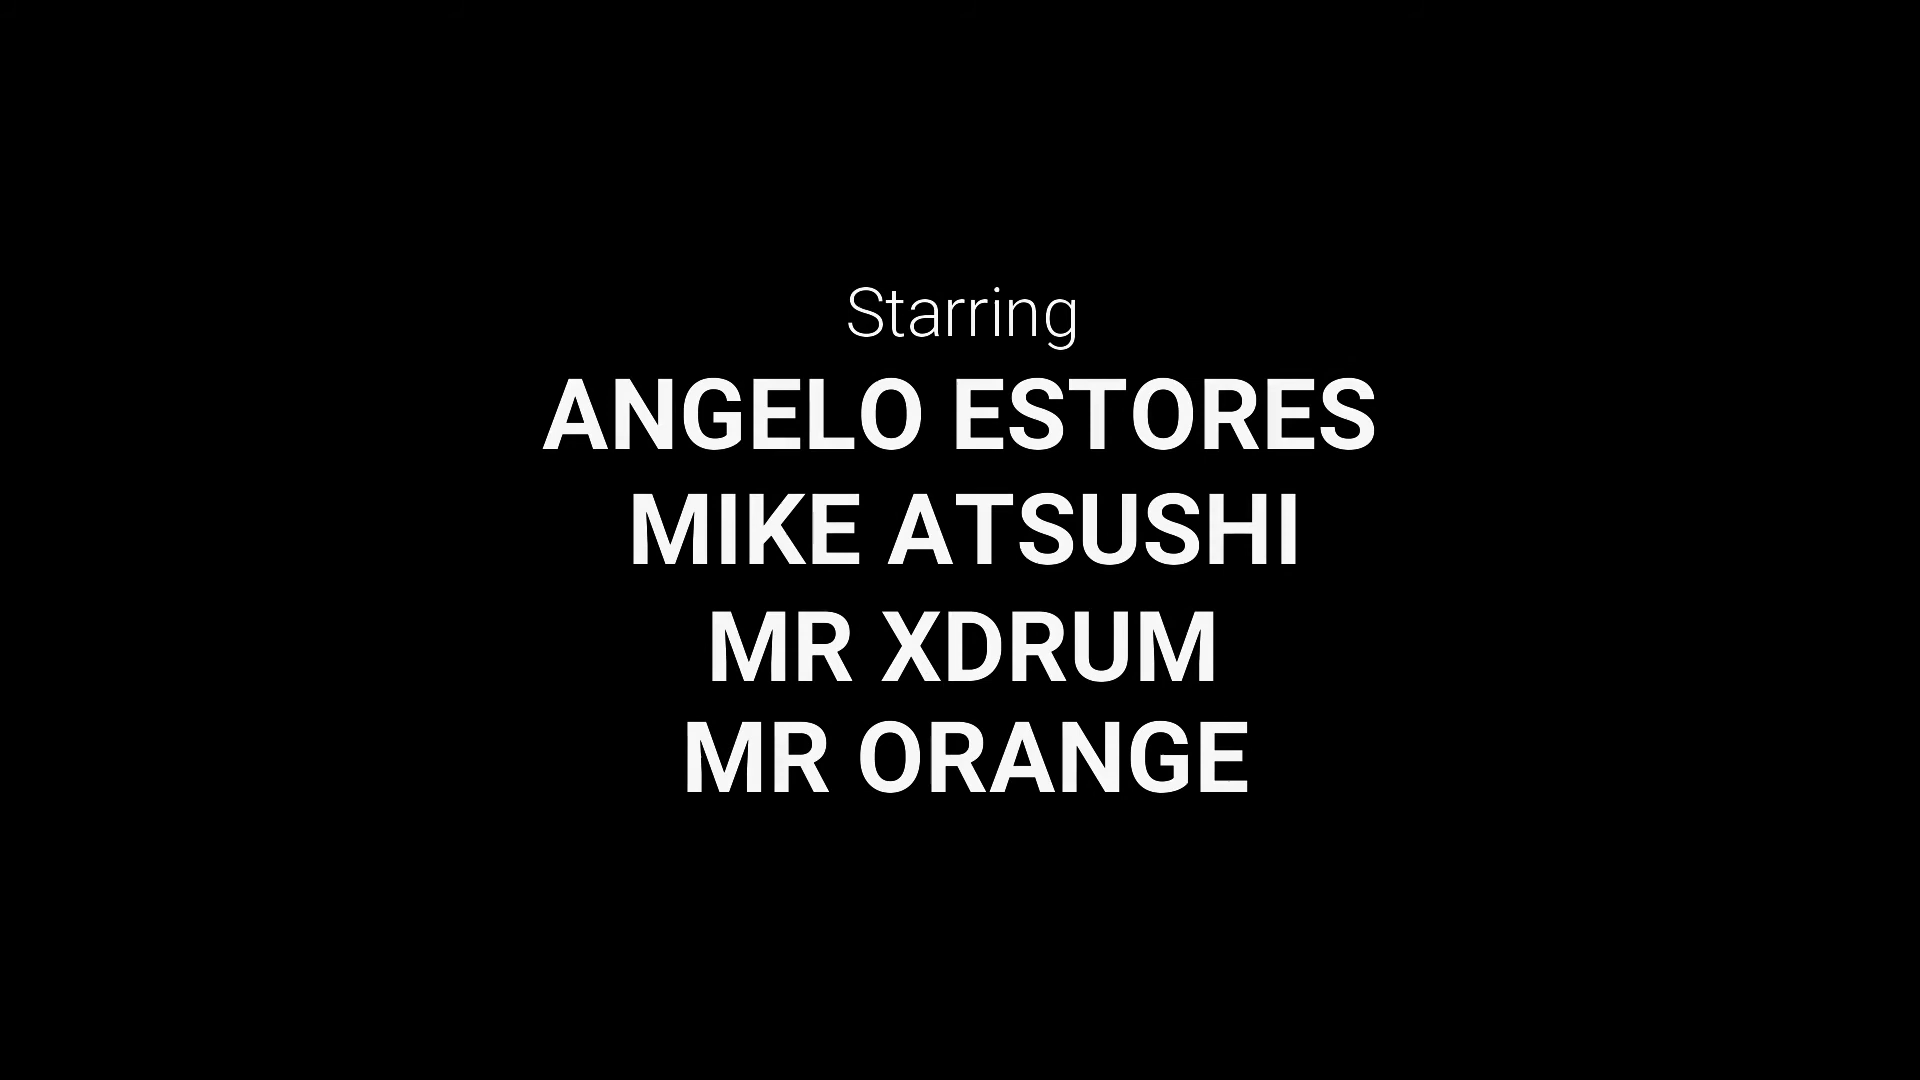 Starring
ANGELO ESTORES
MIKE ATSUSHI
MR XDRUM
MR ORANGE